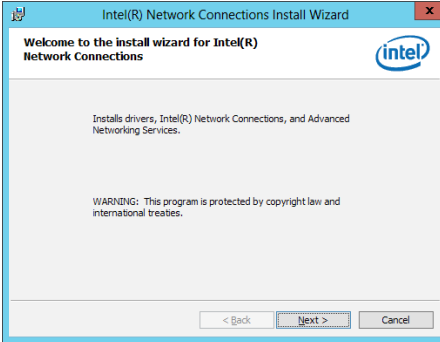 Intel(R) Network Connections Install Wizard
x
Welcome to the install wizard for Intel(R)
Network Connections
intel
Installs drivers, Intel(R) Network Connections, and Advanced
Networking Services.
WARNING: This program is protected by copyright law and
international treaties.
< Back
Next >
Cancel